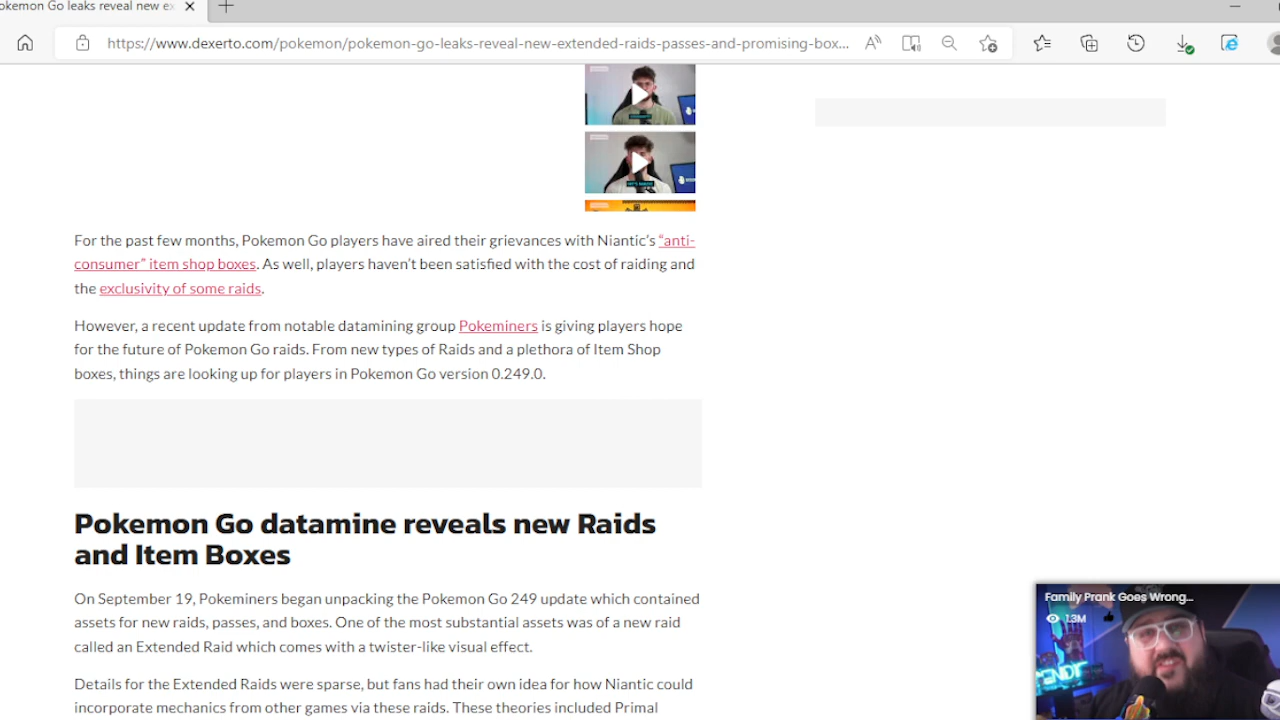 okemon Go leaks reveal new ex
https://www.dexerto.com/pokemon/pokemon-go-leaks-reveal-new-extended-raids-passes-and-promising-box...
For the past few months, Pokemon Go players have aired their grievances with Niantic’s “anti-
consumer” item shop boxes. As well, players haven’t been satisfied with the cost of raiding and
the exclusivity of some raids.
However, a recent update from notable datamining group Pokeminers is giving players hope
for the future of Pokemon Go raids. From new types of Raids and a plethora of Item Shop
boxes, things are looking up for players in Pokemon Go version 0.249.0.
Pokemon Go datamine reveals new Raids
and Item Boxes
On September 19, Pokeminers began unpacking the Pokemon Go 249 update which contained
assets for new raids, passes, and boxes. One of the most substantial assets was of a new raid
called an Extended Raid which comes with a twister-like visual effect.
Details for the Extended Raids were sparse, but fans had their own idea for how Niantic could
incorporate mechanics from other games via these raids. These theories included Primal
Family Prank Goes Wrong...
1.3M